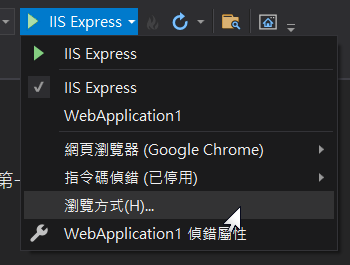 IIS Express
IIS Express
IIS Express
WebApplication1
網頁瀏覽器 (Google Chrome)
指令碼偵錯 (已停用)
第一
瀏覽方式(H)...
WebApplication1 偵錯屬性